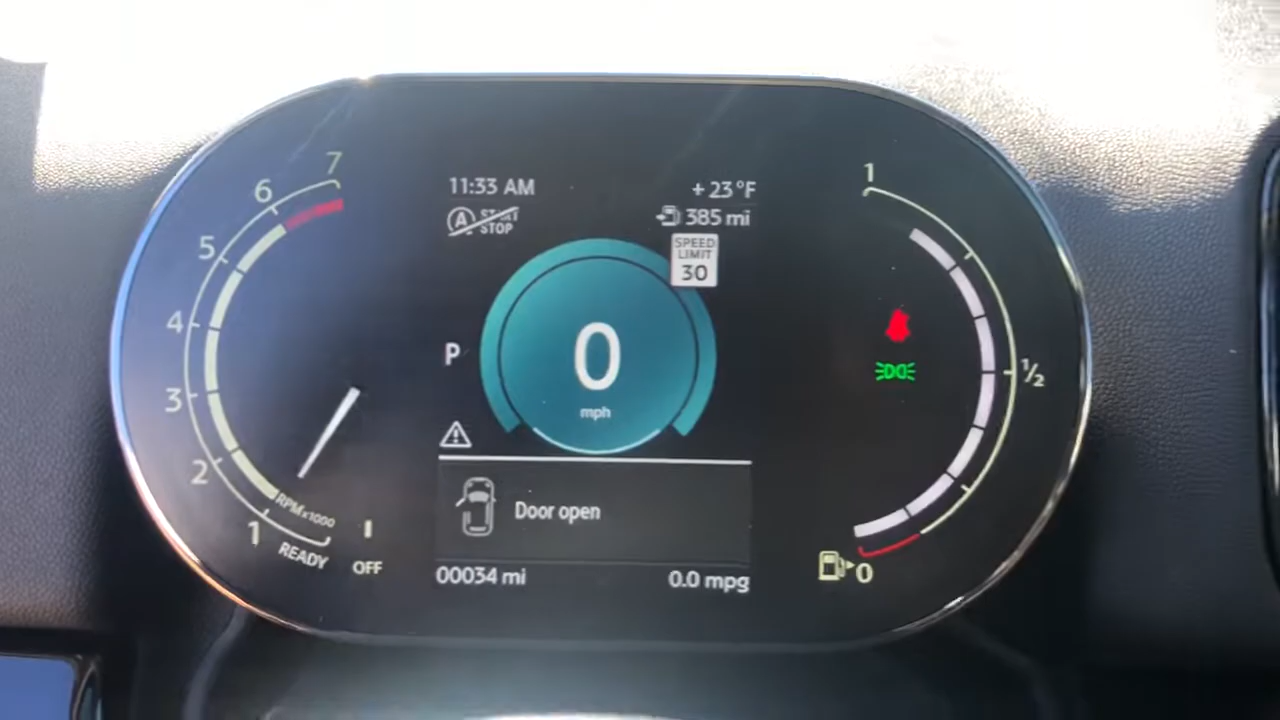 11:33 AM
+ 23 °F
A START STOP
385 mi
SPEED LIMIT 30
P
0
mph
Door open
00034 mi
0.0 mpg
7
6
5
4
3
2
1
RPMx1000
READY
OFF
1
1/2
0